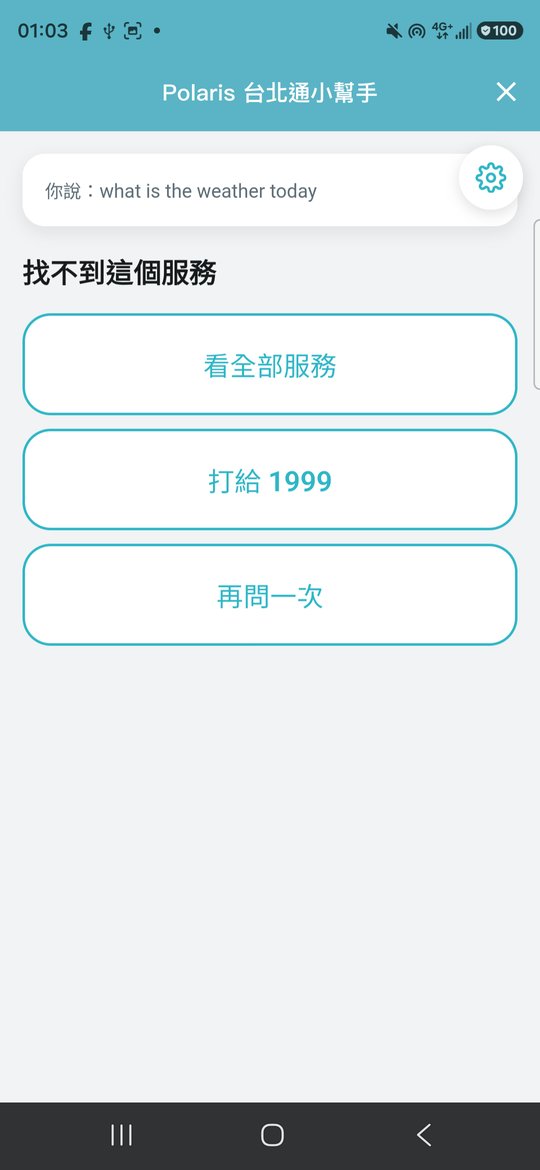 01:03 4G+ 100
Polaris 台北通小幫手
你說：what is the weather today
找不到這個服務
看全部服務
打給 1999
再問一次